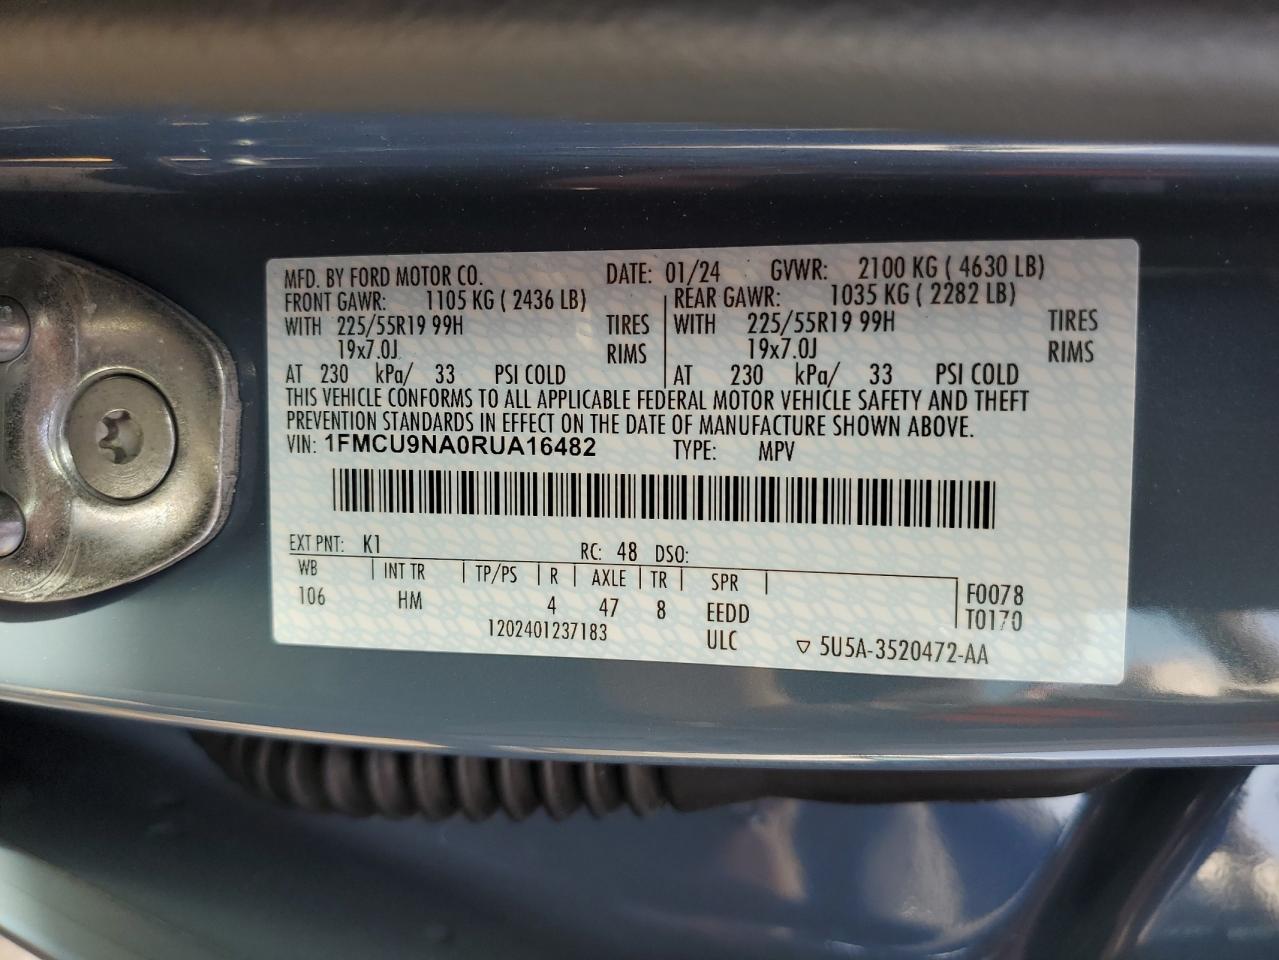 MFD. BY FORD MOTOR CO. DATE: 01/24 GVWR: 2100 KG ( 4630 LB)
FRONT GAWR: 1105 KG ( 2436 LB) REAR GAWR: 1035 KG ( 2282 LB)
WITH 225/55R19 99H TIRES WITH 225/55R19 99H TIRES
19x7.0J RIMS 19x7.0J RIMS
AT 230 kPa/ 33 PSI COLD AT 230 kPa/ 33 PSI COLD
THIS VEHICLE CONFORMS TO ALL APPLICABLE FEDERAL MOTOR VEHICLE SAFETY AND THEFT
PREVENTION STANDARDS IN EFFECT ON THE DATE OF MANUFACTURE SHOWN ABOVE.
VIN: 1FMCU9NA0RUA16482 TYPE: MPV
EXT PNT: K1 RC: 48 DSO:
WB INT TR TP/PS R AXLE TR SPR F0078
106 HM 4 47 8 EEDD T0170
1202401237183 ULC ▽ 5U5A-3520472-AA